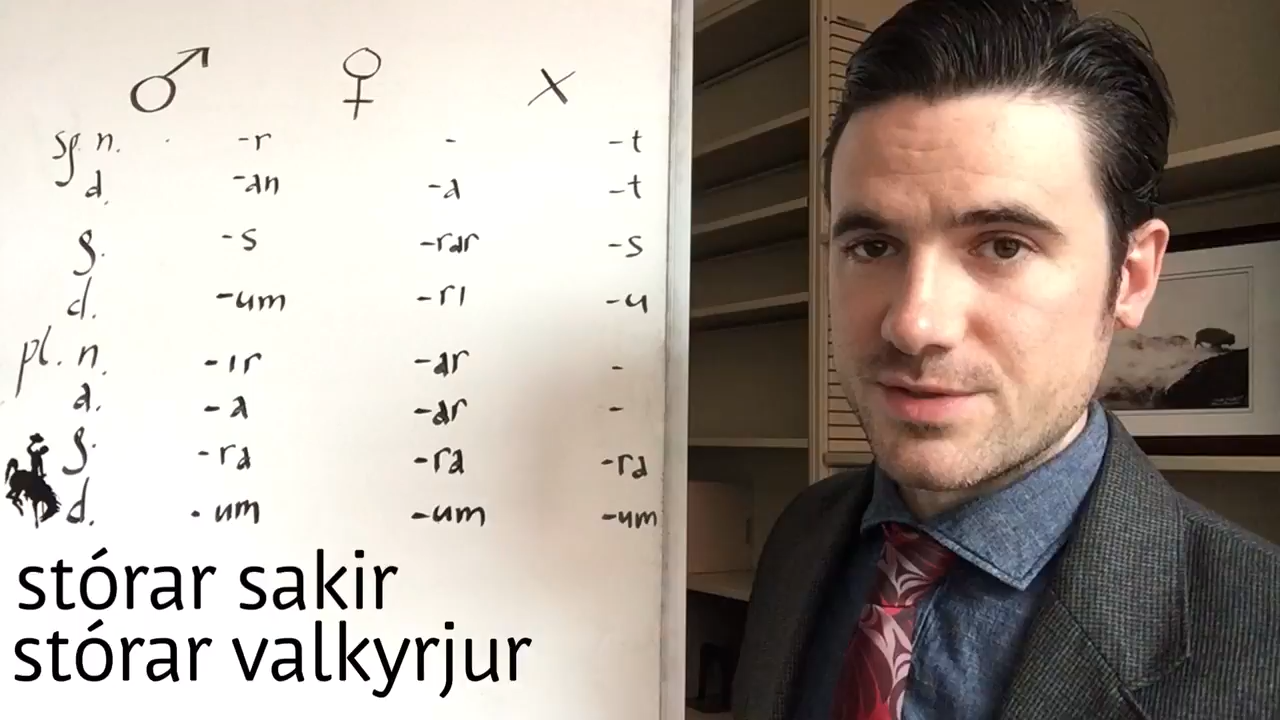 ♂ ♀ X
sg. n. -r - -t
a. -an -a -t
g. -s -rar -s
d. -um -ri -u
pl. n. -ir -ar -
a. -a -ar -
g. -ra -ra -ra
d. -um -um -um
stórar sakir
stórar valkyrjur